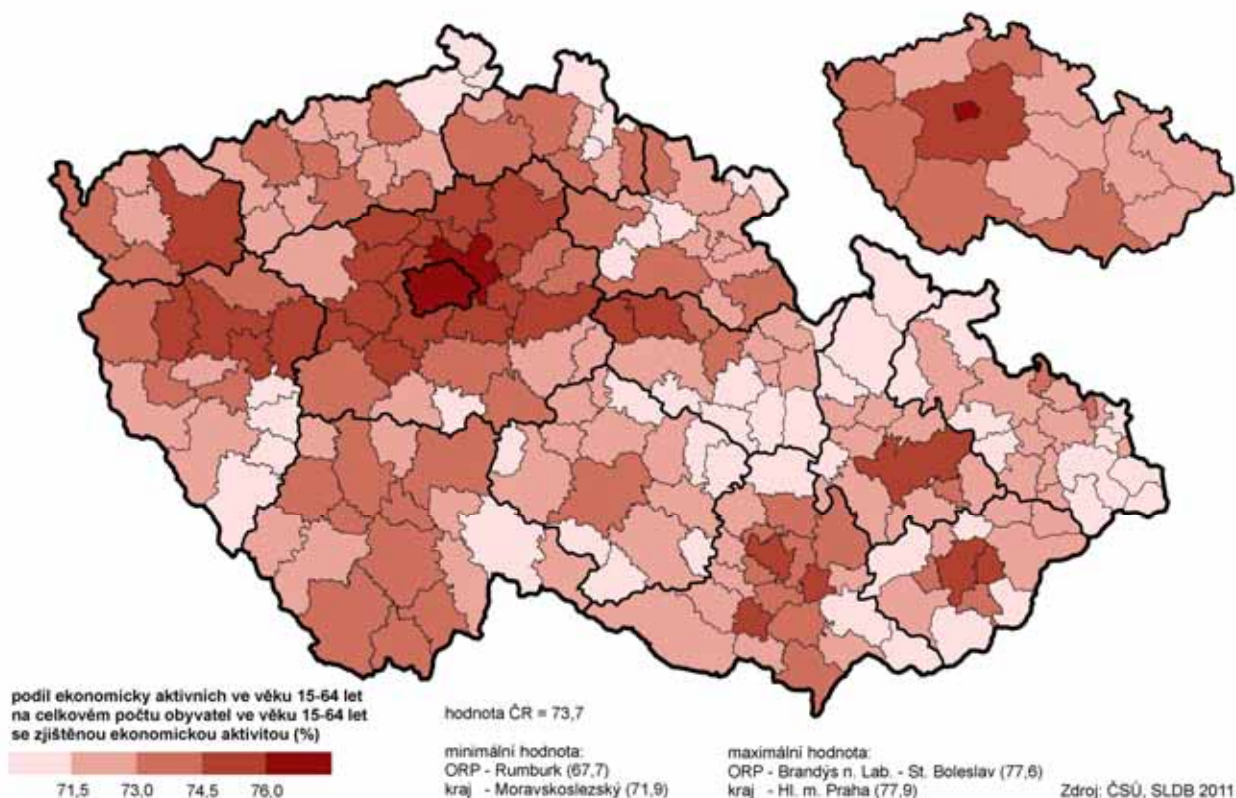 podíl ekonomicky aktivních ve věku 15-64 let
na celkovém počtu obyvatel ve věku 15-64 let
se zjištěnou ekonomickou aktivitou (%)
71,5 73,0 74,5 76,0
hodnota ČR = 73,7
minimální hodnota:
ORP - Rumburk (67,7)
kraj - Moravskoslezský (71,9)
maximální hodnota:
ORP - Brandýs n. Lab. - St. Boleslav (77,6)
kraj - Hl. m. Praha (77,9)
Zdroj: ČSÚ, SLDB 2011